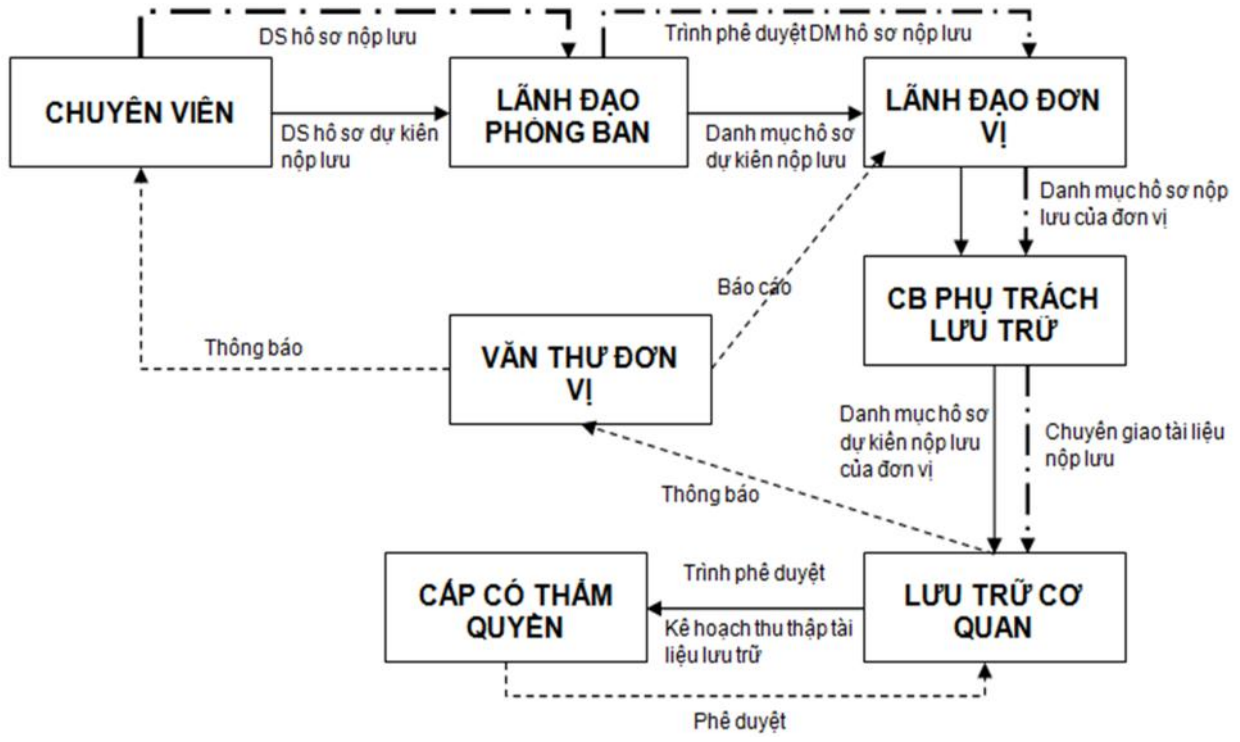 DS hồ sơ nộp lưu
Trình phê duyệt DM hồ sơ nộp lưu
CHUYÊN VIÊN
LÃNH ĐẠO
PHÒNG BAN
LÃNH ĐẠO ĐƠN
VỊ
DS hồ sơ dự kiến
nộp lưu
Danh mục hồ sơ
dự kiến nộp lưu
Danh mục hồ sơ nộp
lưu của đơn vị
Báo cáo
CB PHỤ TRÁCH
LƯU TRỮ
Thông báo
VĂN THƯ ĐƠN
VỊ
Danh mục hồ sơ
dự kiến nộp lưu
của đơn vị
Chuyển giao tài liệu
nộp lưu
Thông báo
CẤP CÓ THẨM
QUYỀN
Trình phê duyệt
Kế hoạch thu thập tài
liệu lưu trữ
LƯU TRỮ CƠ
QUAN
Phê duyệt